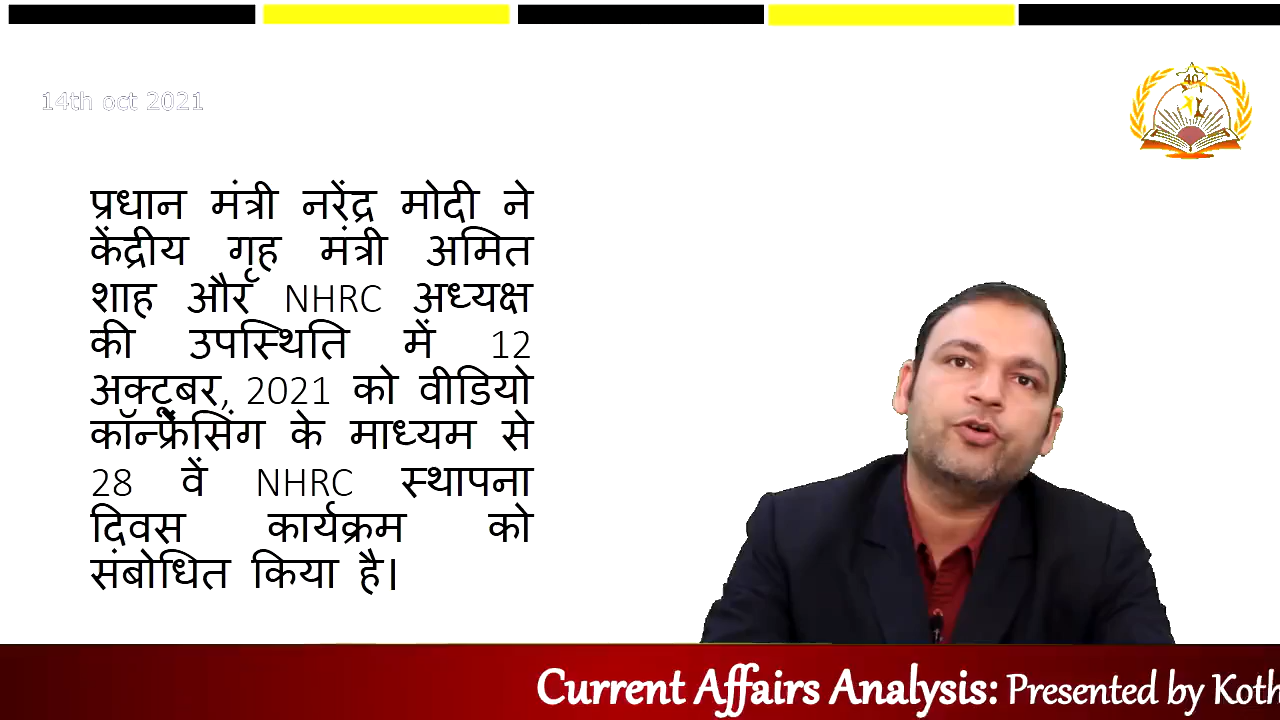 14th oct 2021
40
प्रधान मंत्री नरेंद्र मोदी ने
केंद्रीय गृह मंत्री अमित
शाह और NHRC अध्यक्ष
की उपस्थिति में 12
अक्टूबर, 2021 को वीडियो
कॉन्फ्रेंसिंग के माध्यम से
28 वें NHRC स्थापना
दिवस कार्यक्रम को
संबोधित किया है।
Current Affairs Analysis: Presented by Koth